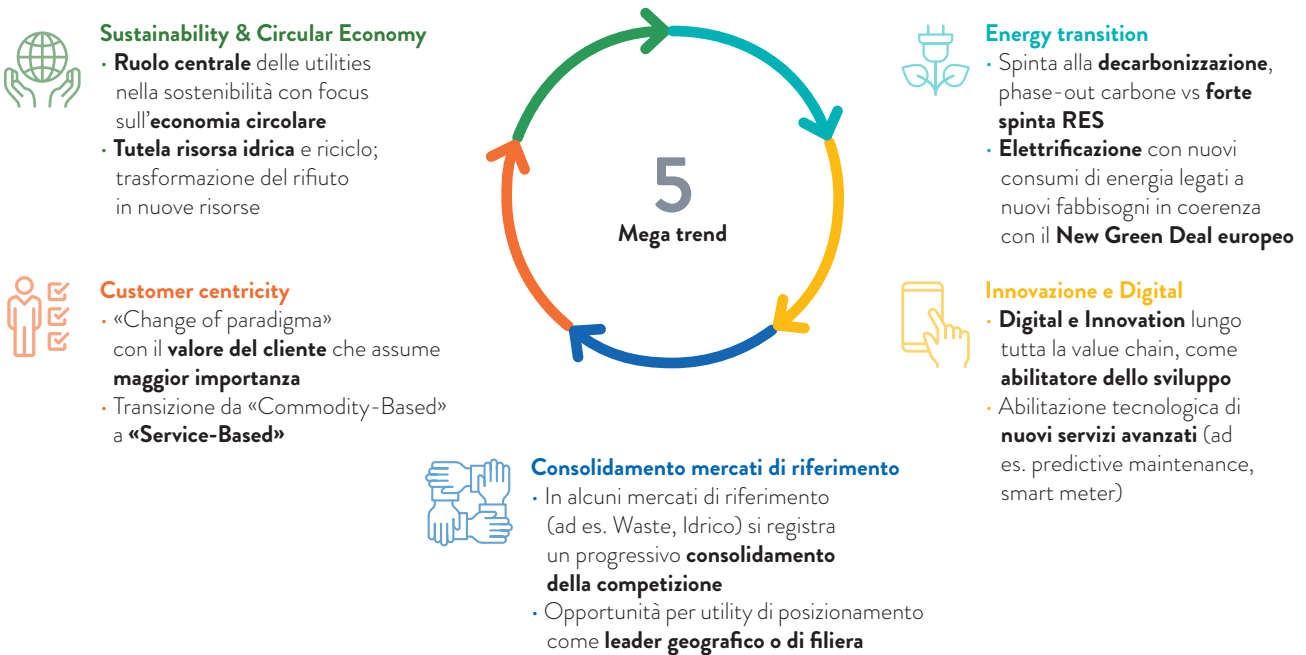 Sustainability & Circular Economy
· Ruolo centrale delle utilities
nella sostenibilità con focus
sull'economia circolare
· Tutela risorsa idrica e riciclo;
trasformazione del rifiuto
in nuove risorse
Customer centricity
· «Change of paradigma»
con il valore del cliente che assume
maggior importanza
· Transizione da «Commodity-Based»
a «Service-Based»
5
Mega trend
Energy transition
· Spinta alla decarbonizzazione,
phase-out carbone vs forte
spinta RES
· Elettrificazione con nuovi
consumi di energia legati a
nuovi fabbisogni in coerenza
con il New Green Deal europeo
Innovazione e Digital
· Digital e Innovation lungo
tutta la value chain, come
abilitatore dello sviluppo
· Abilitazione tecnologica di
nuovi servizi avanzati (ad
es. predictive maintenance,
smart meter)
Consolidamento mercati di riferimento
· In alcuni mercati di riferimento
(ad es. Waste, Idrico) si registra
un progressivo consolidamento
della competizione
· Opportunità per utility di posizionamento
come leader geografico o di filiera